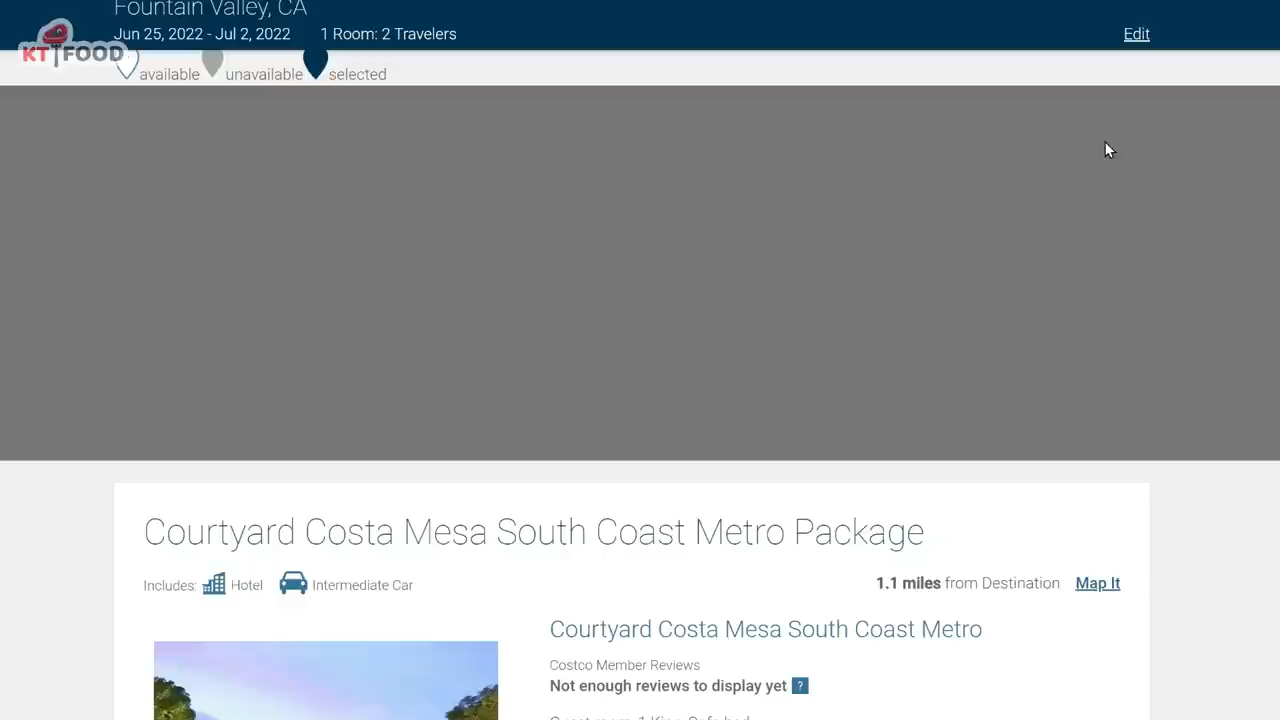 Fountain Valley, CA
Jun 25, 2022 - Jul 2, 2022 1 Room: 2 Travelers Edit
KT FOOD
available unavailable selected
Courtyard Costa Mesa South Coast Metro Package
Includes: Hotel Intermediate Car 1.1 miles from Destination Map It
Courtyard Costa Mesa South Coast Metro
Costco Member Reviews
Not enough reviews to display yet ?